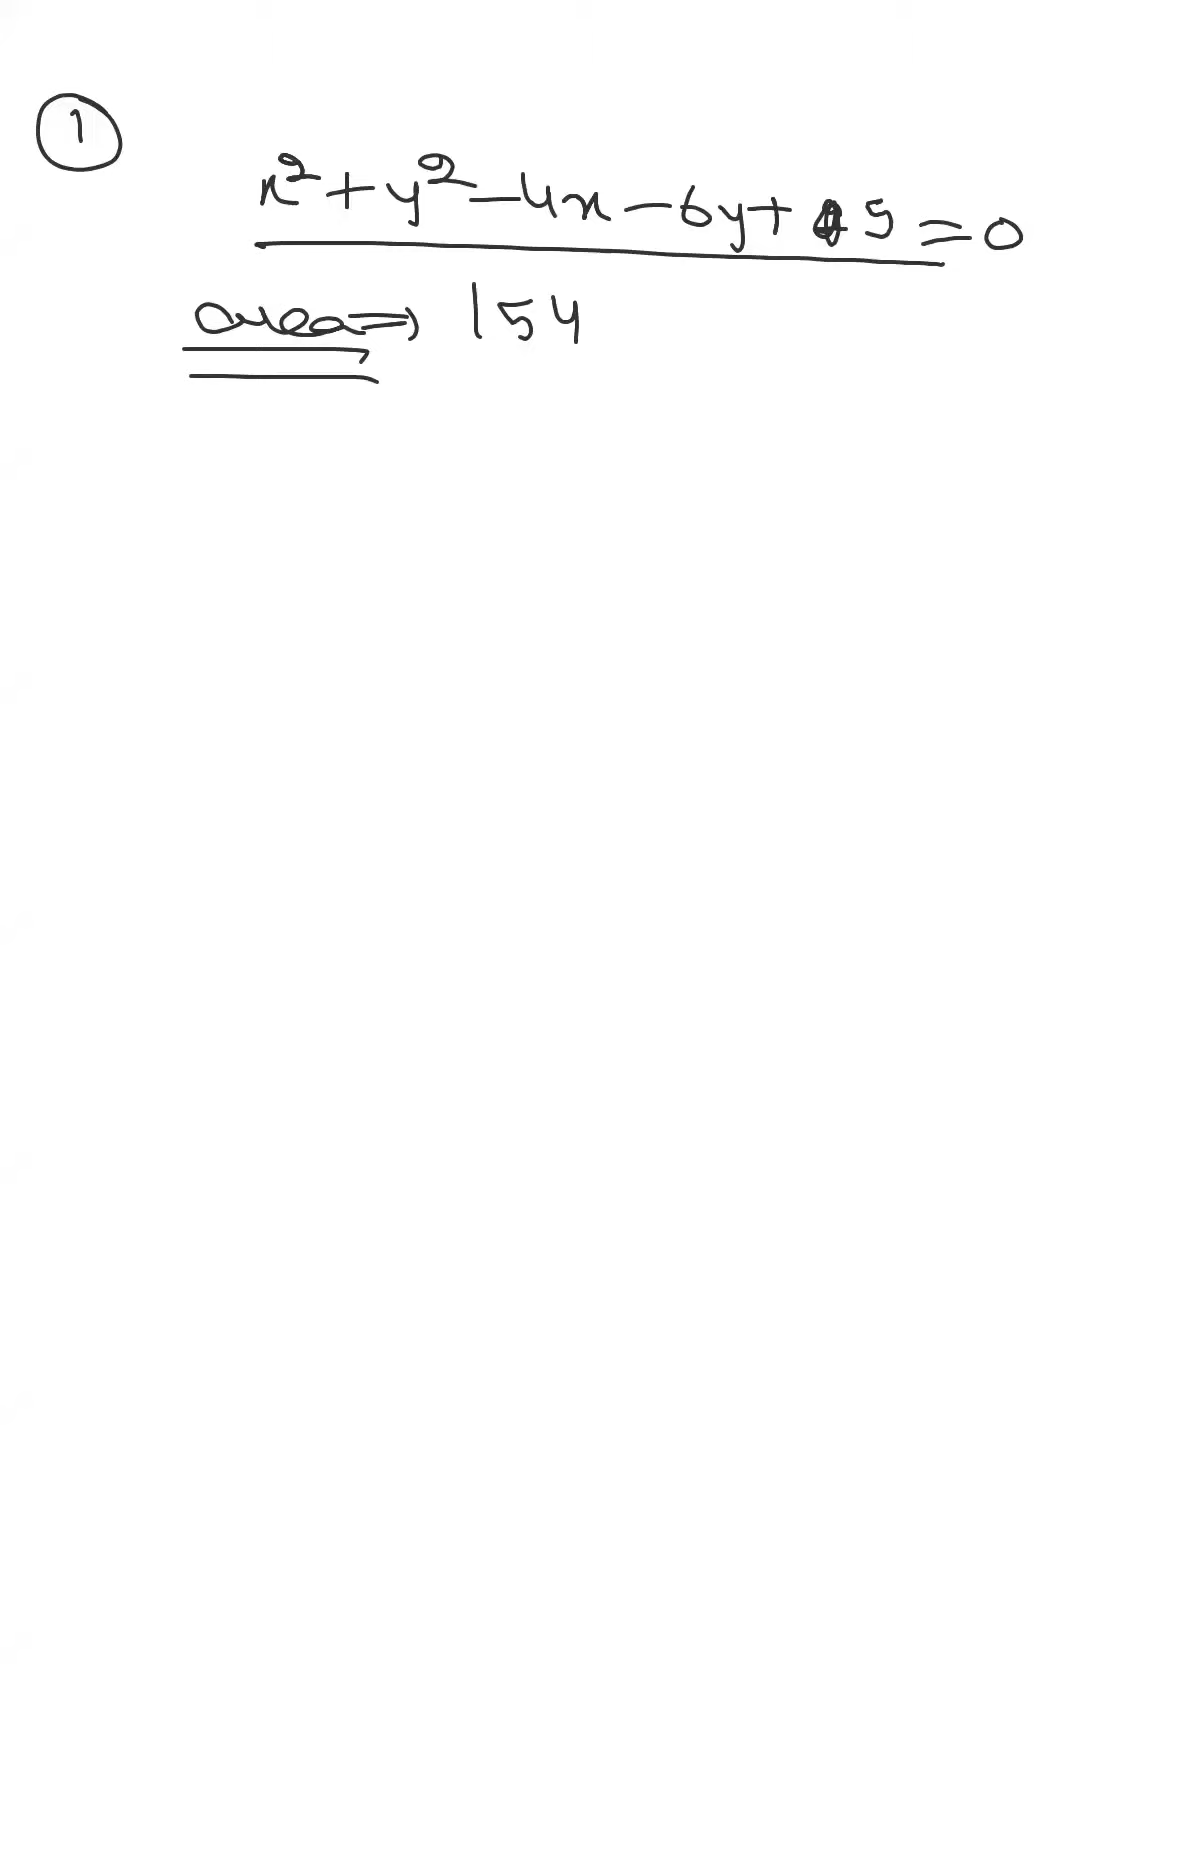 1
x² + y² - 4x - 6y + 5 = 0
area ⇒ 154